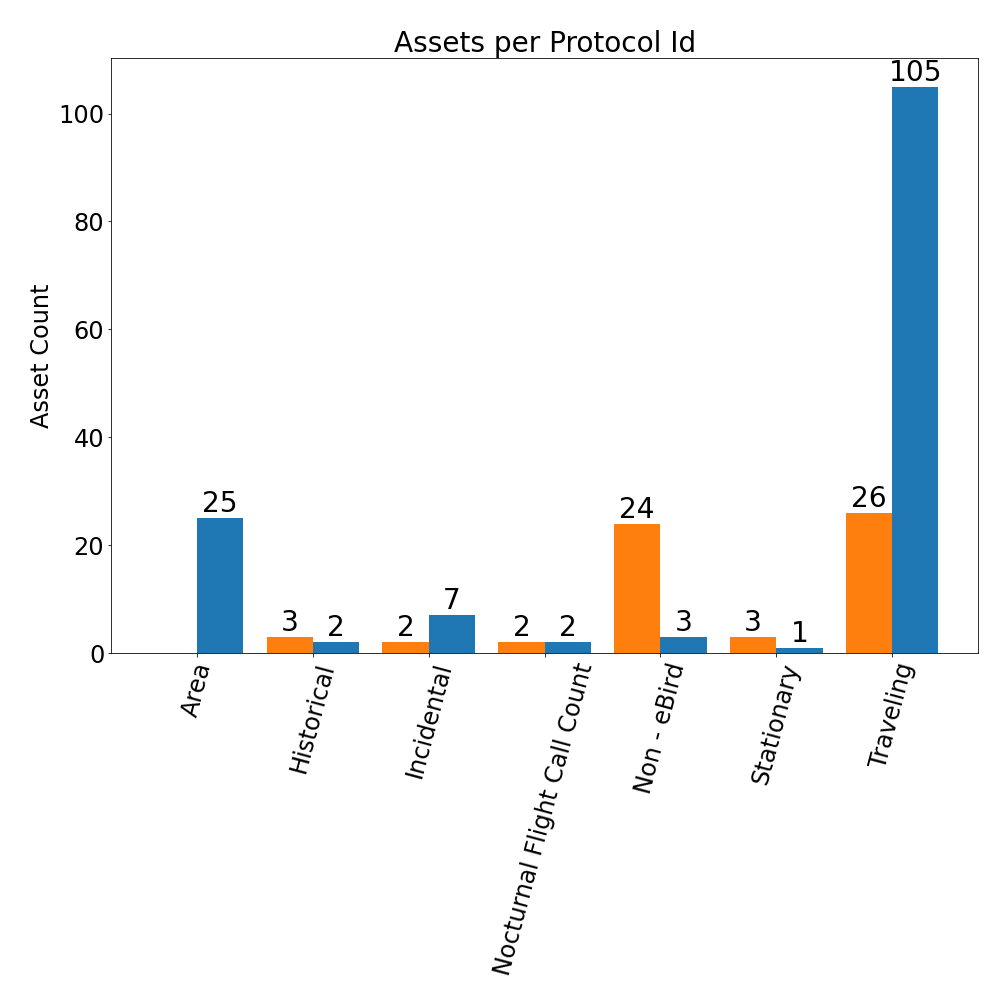 Assets per Protocol Id
Asset Count
100
80
60
40
20
0
25
3
2
2
7
2
2
24
3
3
1
26
105
Area
Historical
Incidental
Nocturnal Flight Call Count
Non - eBird
Stationary
Traveling